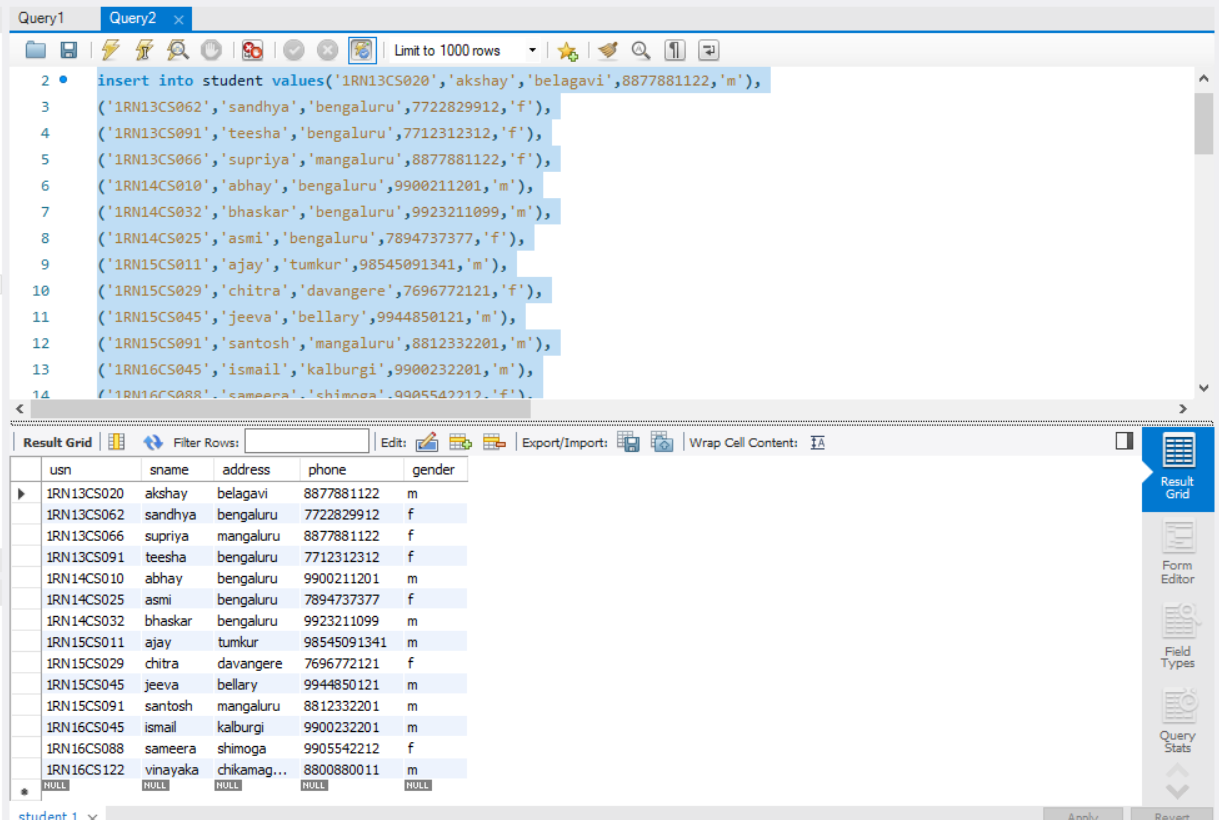 Query1 Query2
Limit to 1000 rows
2 insert into student values('1RN13CS020','akshay','belagavi',8877881122,'m'),
3 ('1RN13CS062','sandhya','bengaluru',7722829912,'f'),
4 ('1RN13CS091','teesha','bengaluru',7712312312,'f'),
5 ('1RN13CS066','supriya','mangaluru',8877881122,'f'),
6 ('1RN14CS010','abhay','bengaluru',9900211201,'m'),
7 ('1RN14CS032','bhaskar','bengaluru',9923211099,'m'),
8 ('1RN14CS025','asmi','bengaluru',7894737377,'f'),
9 ('1RN15CS011','ajay','tumkur',98545091341,'m'),
10 ('1RN15CS029','chitra','davangere',7696772121,'f'),
11 ('1RN15CS045','jeeva','bellary',9944850121,'m'),
12 ('1RN15CS091','santosh','mangaluru',8812332201,'m'),
13 ('1RN16CS045','ismail','kalburgi',9900232201,'m'),
14 ('1RN16CS088','sameera','shimoga',9905542212,'f'),
Result Grid Filter Rows: Edit: Export/Import: Wrap Cell Content:
usn sname address phone gender
1RN13CS020 akshay belagavi 8877881122 m
1RN13CS062 sandhya bengaluru 7722829912 f
1RN13CS066 supriya mangaluru 8877881122 f
1RN13CS091 teesha bengaluru 7712312312 f
1RN14CS010 abhay bengaluru 9900211201 m
1RN14CS025 asmi bengaluru 7894737377 f
1RN14CS032 bhaskar bengaluru 9923211099 m
1RN15CS011 ajay tumkur 98545091341 m
1RN15CS029 chitra davangere 7696772121 f
1RN15CS045 jeeva bellary 9944850121 m
1RN15CS091 santosh mangaluru 8812332201 m
1RN16CS045 ismail kalburgi 9900232201 m
1RN16CS088 sameera shimoga 9905542212 f
1RN16CS122 vinayaka chikamag... 8800880011 m
NULL NULL NULL NULL NULL
Result
Grid
Form
Editor
Field
Types
Query
Stats
student 1 Apply Revert